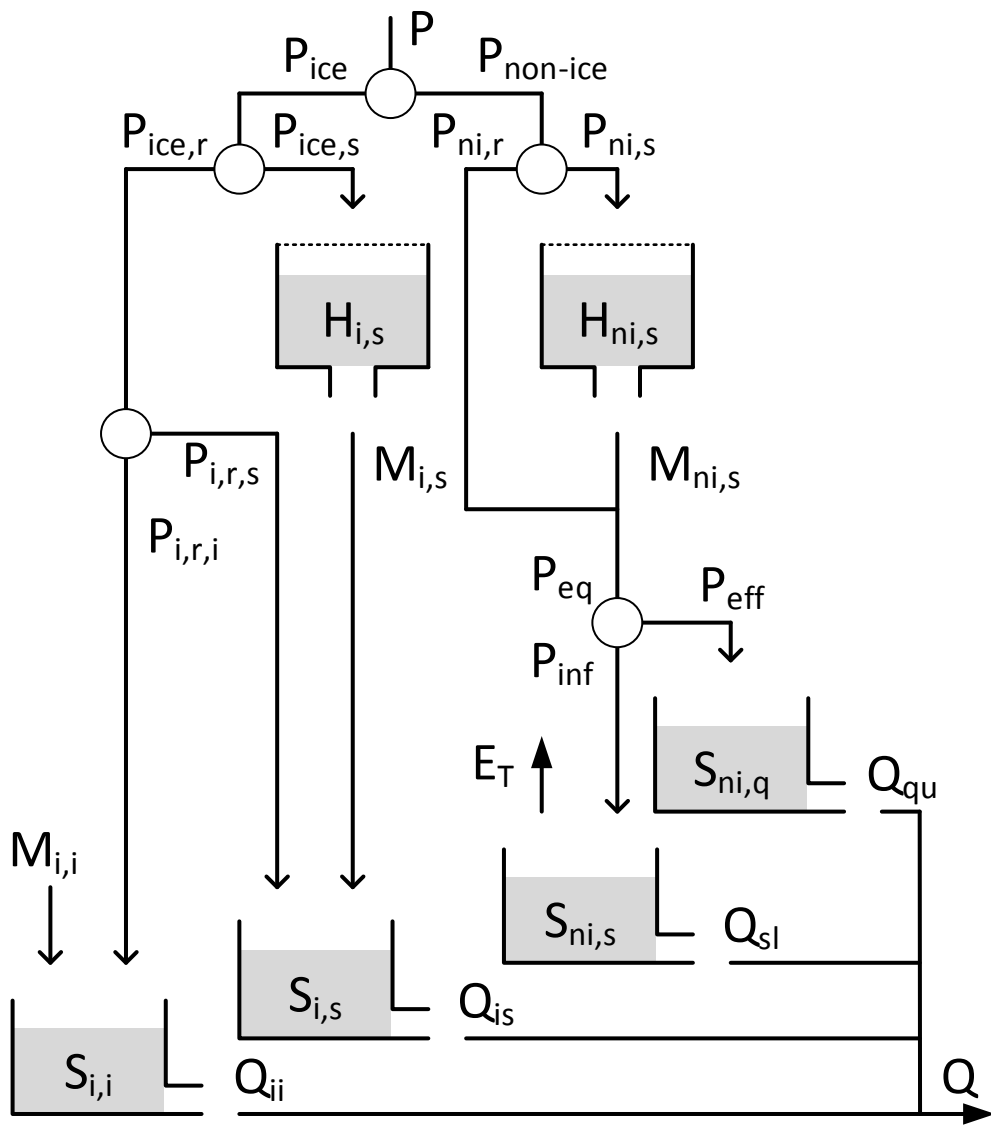 P
P_ice
P_non-ice
P_ice,r
P_ice,s
P_ni,r
P_ni,s
H_i,s
H_ni,s
P_i,r,s
M_i,s
M_ni,s
P_i,r,i
P_eq
P_eff
P_inf
E_T
S_ni,q
Q_qu
M_i,i
S_ni,s
Q_sl
S_i,s
Q_is
S_i,i
Q_ii
Q